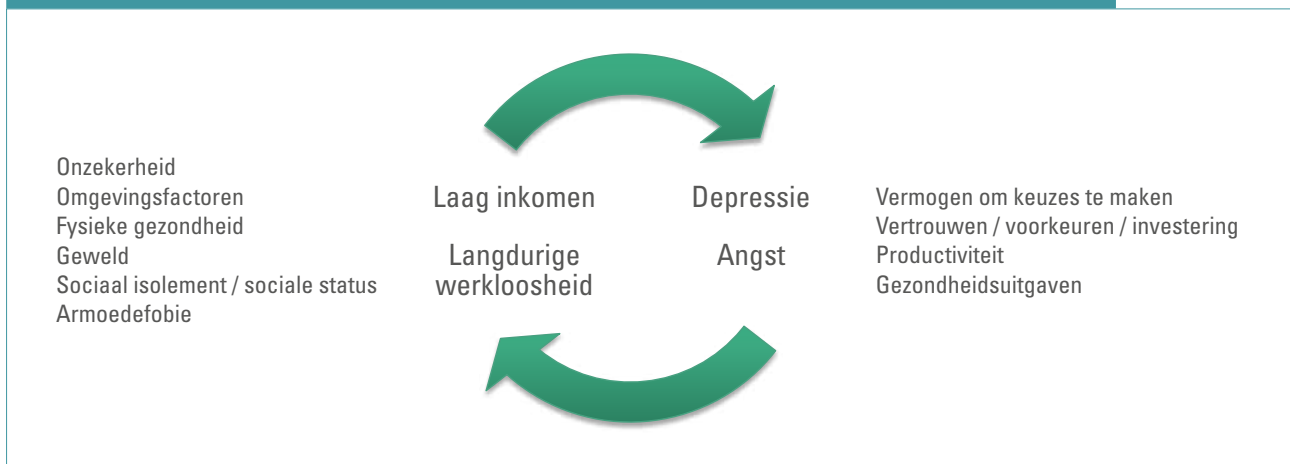 Onzekerheid
Omgevingsfactoren
Fysieke gezondheid
Geweld
Sociaal isolement / sociale status
Armoedefobie
Laag inkomen
Langdurige
werkloosheid
Depressie
Angst
Vermogen om keuzes te maken
Vertrouwen / voorkeuren / investering
Productiviteit
Gezondheidsuitgaven